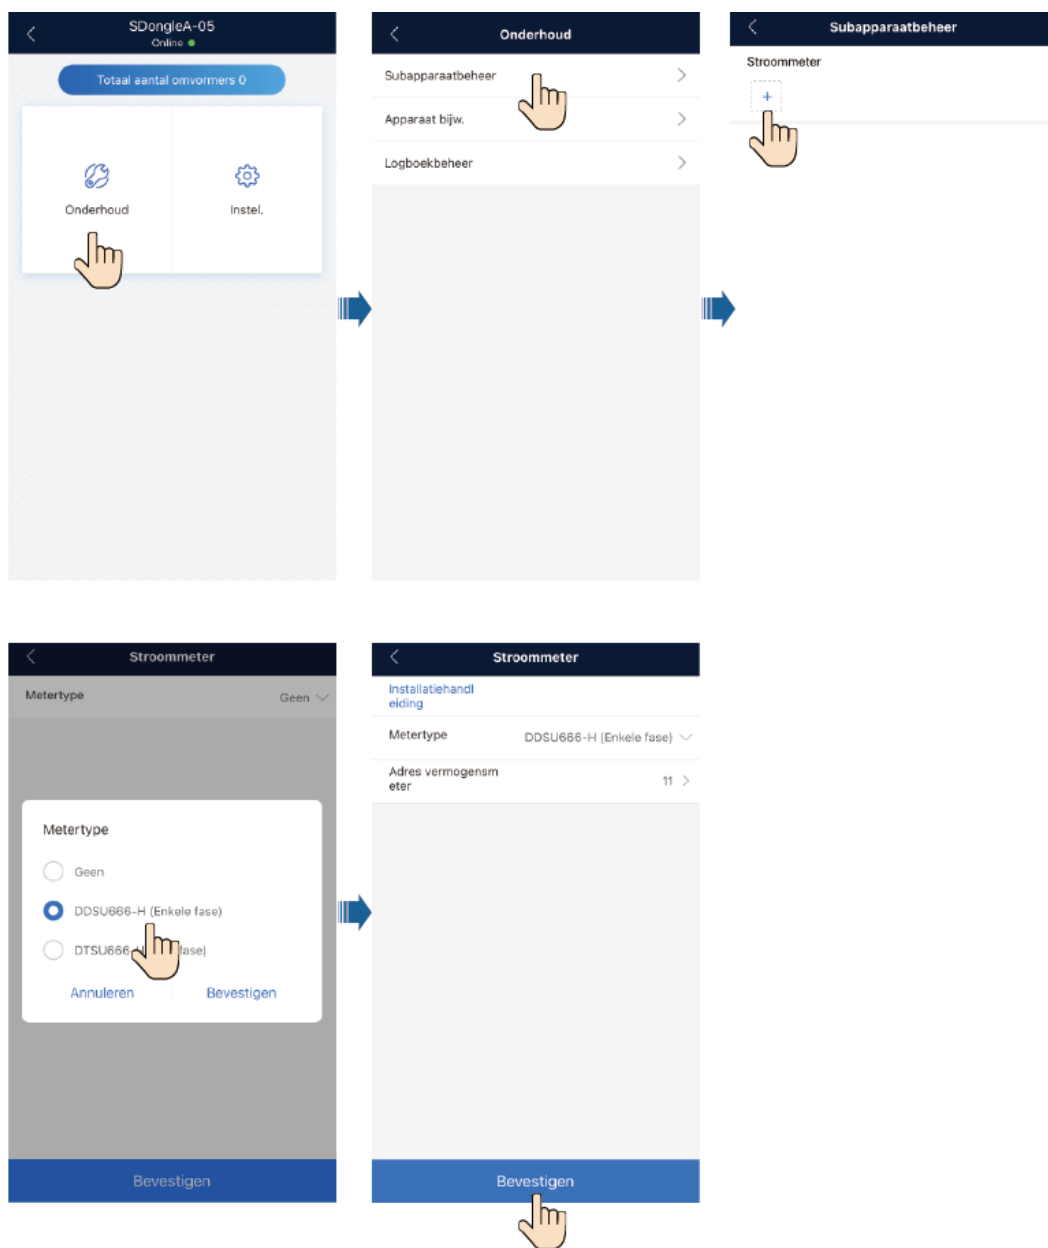 SDongleA-05
Online
Totaal aantal omvormers 0
Onderhoud
Instel.
Onderhoud
Subapparaatbeheer
Apparaat bijw.
Logboekbeheer
Subapparaatbeheer
Stroommeter
+
Stroommeter
Metertype
Geen
Metertype
Geen
DDSU666-H (Enkele fase)
DTSU666- fase)
Annuleren
Bevestigen
Bevestigen
Stroommeter
Installatiehandl
eiding
Metertype
DDSU666-H (Enkele fase)
Adres vermogensm
eter
11
Bevestigen